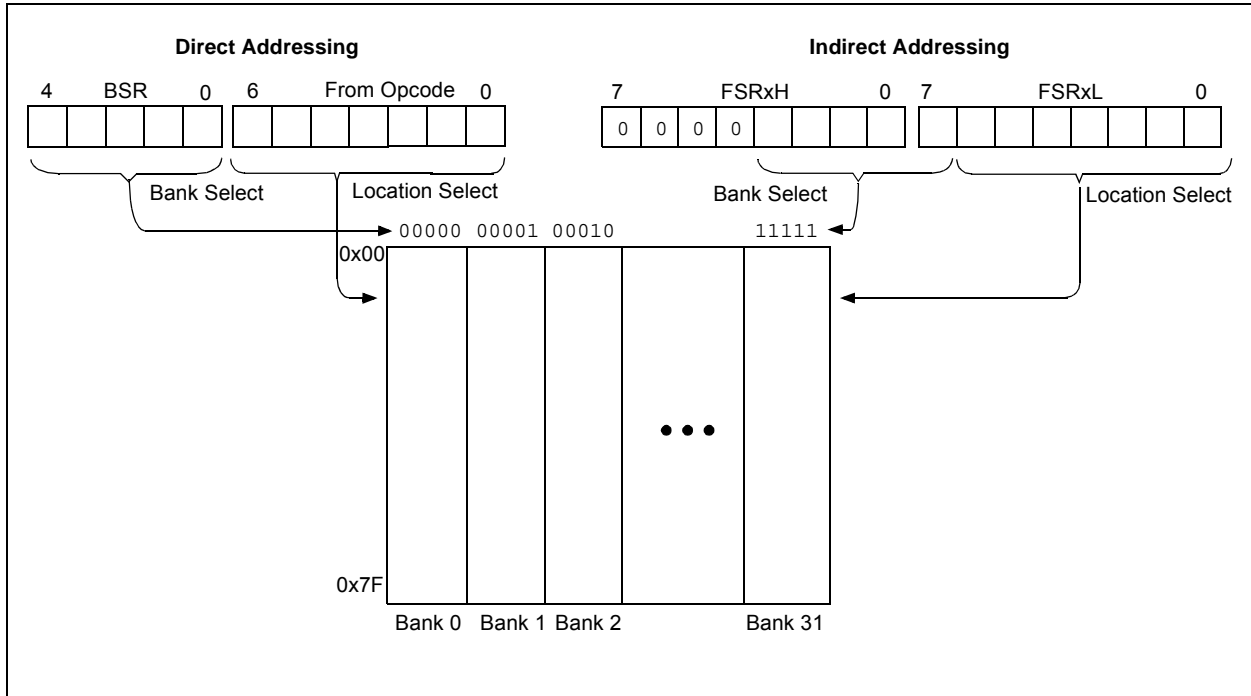 Direct Addressing
Indirect Addressing
4 BSR 0 6 From Opcode 0
7 FSRxH 0 7 FSRxL 0
0 0 0 0
Bank Select
Location Select
Bank Select
Location Select
00000 00001 00010 11111
0x00
0x7F
Bank 0 Bank 1 Bank 2 Bank 31